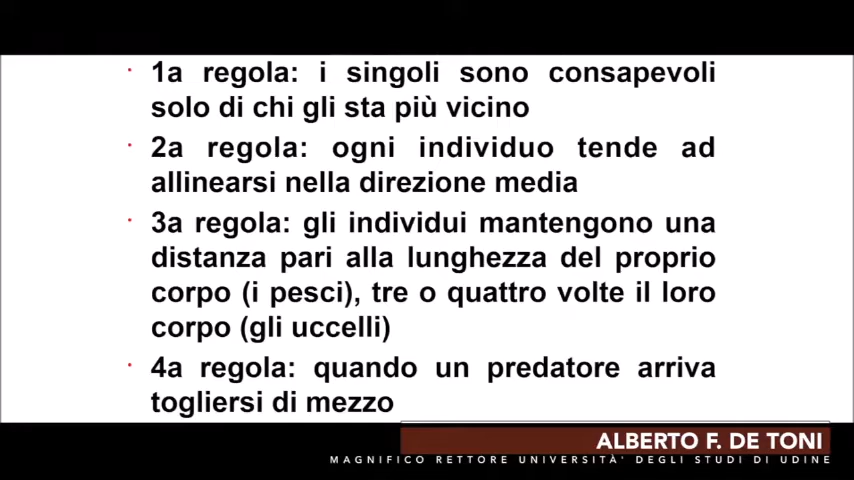 1a regola: i singoli sono consapevoli
solo di chi gli sta più vicino
2a regola: ogni individuo tende ad
allinearsi nella direzione media
3a regola: gli individui mantengono una
distanza pari alla lunghezza del proprio
corpo (i pesci), tre o quattro volte il loro
corpo (gli uccelli)
4a regola: quando un predatore arriva
togliersi di mezzo
ALBERTO F. DE TONI
MAGNIFICO RETTORE UNIVERSITÀ' DEGLI STUDI DI UDINE